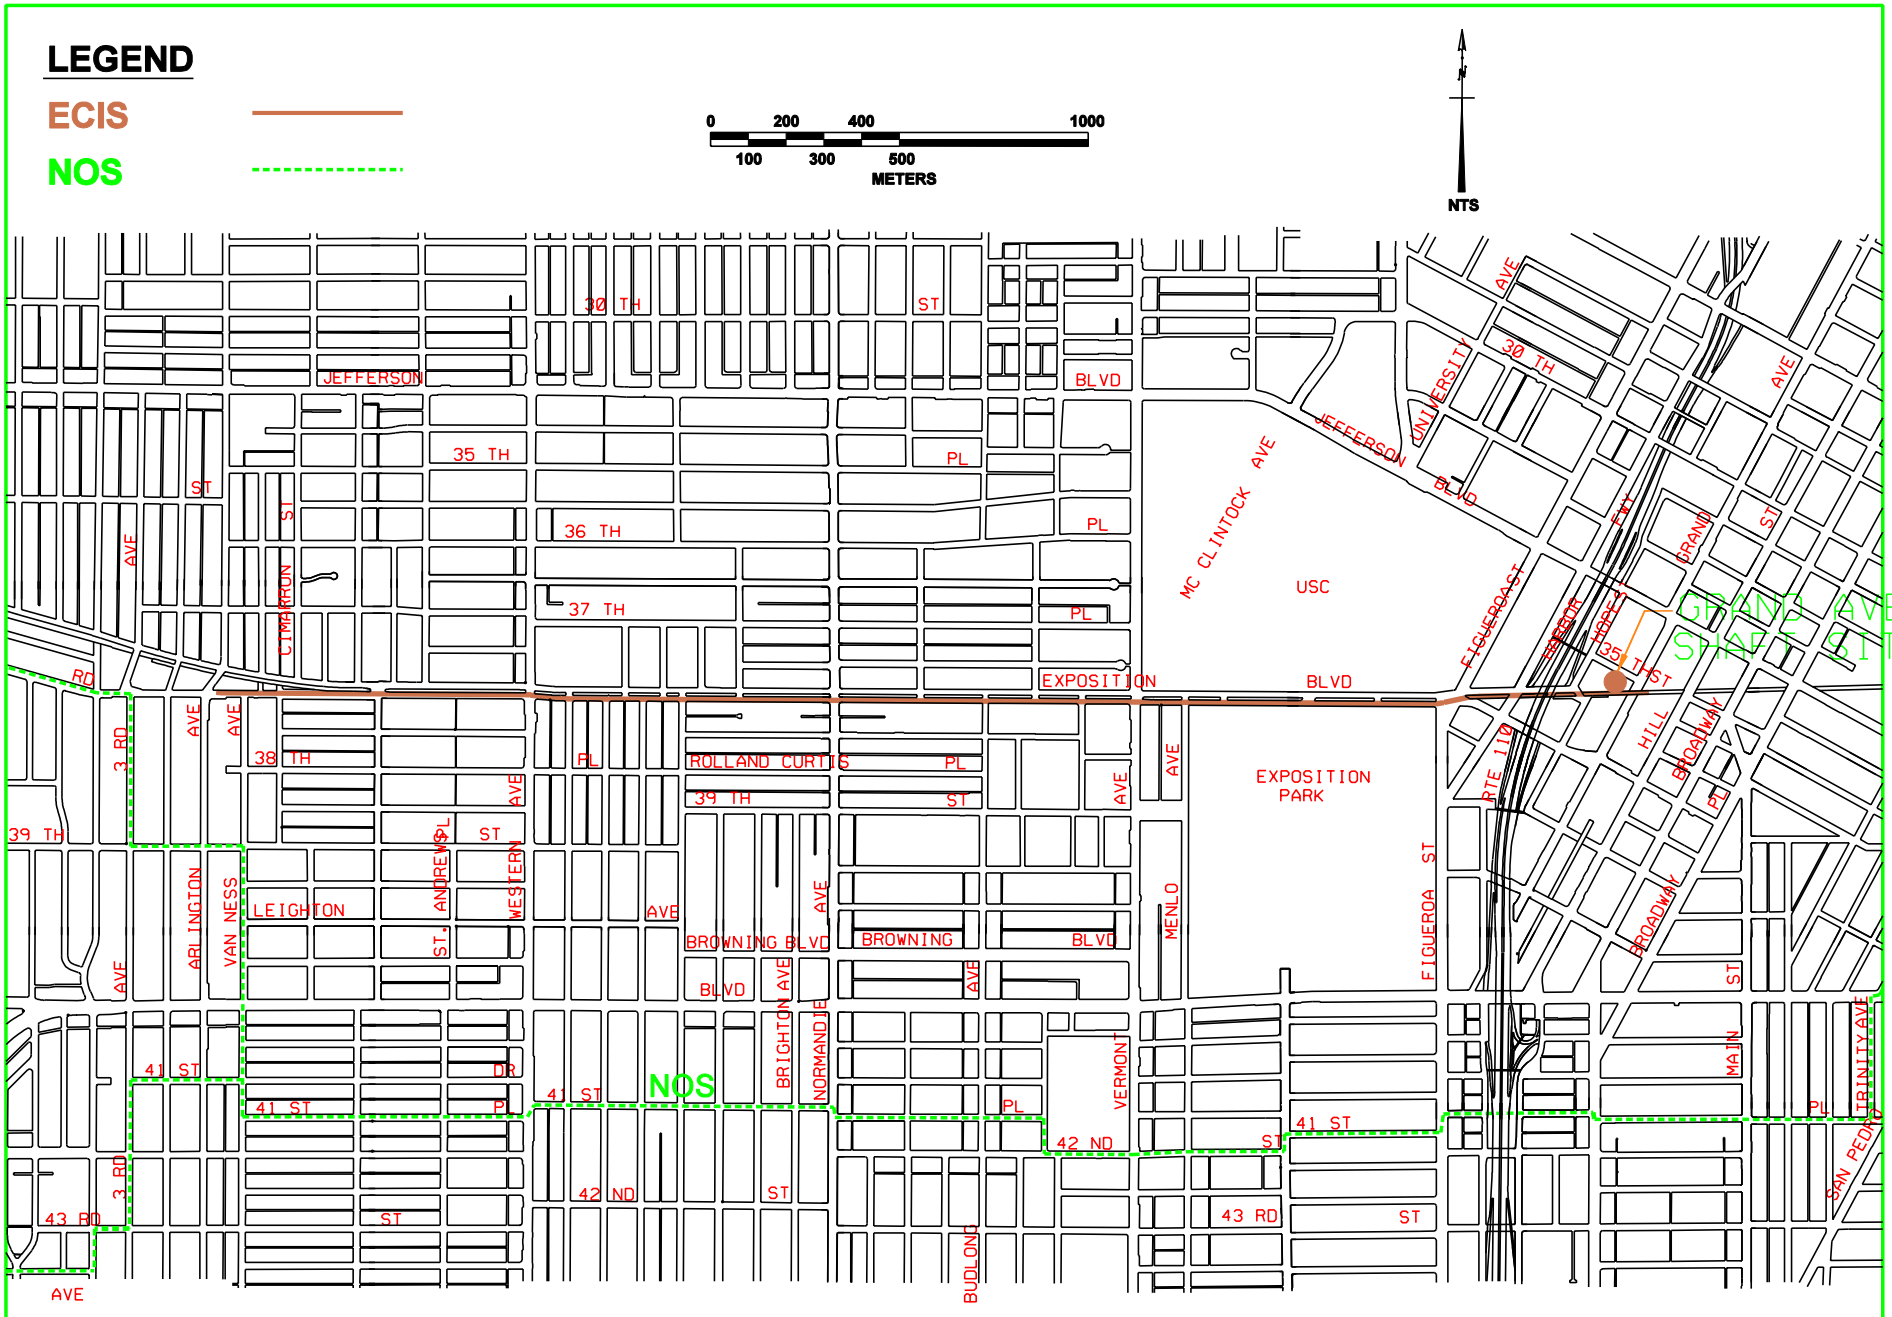 LEGEND
ECIS
NOS
0 200 400 1000
100 300 500
METERS
N
NTS
30 TH ST
AVE
30 TH
AVE
UNIVERSITY
JEFFERSON BLVD
JEFFERSON BLVD
35 TH PL
ST
ST
MC CLINTOCK AVE
36 TH PL
AVE
FWY
GRAND
ST
CIMARRON
37 TH PL
USC
FIGUEROAST
HARBOR
HOPES
GRAND AVE
SHAFT SIT
35 THST
RD
EXPOSITION BLVD
AVE
AVE
3 RD
38 TH
PL
ROLLAND CURTIS PL
AVE
HILL
BROADWAY
RTE 110
EXPOSITION
PARK
AVE
AVE
39 TH ST
PL
39 TH
PL
ST
ST. ANDREWS
WESTERN
ARLINGTON
VAN NESS
LEIGHTON AVE
AVE
MENLO
FIGUEROA ST
BROADWAY
BROWNING BLVD
BROWNING BLVD
AVE
BLVD
AVE
AVE
ST
BRIGHTON
NORMANDIE
VERMONT
MAIN
TRINITY AVE
41 ST DR
NOS
41 ST
41 ST PL
PL
PL
41 ST
42 ND ST
SAN PEDRO
3 RD
42 ND ST
43 RD ST
43 RD ST
BUDLONG
AVE